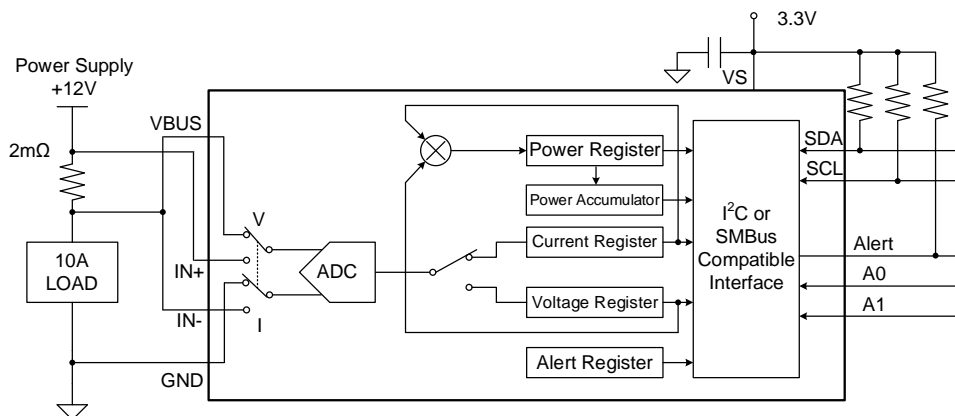 3.3V
VS
Power Supply
+12V
VBUS
2mΩ
Power Register
SDA
SCL
Power Accumulator
V
I²C or
SMBus
Compatible
Interface
Current Register
ADC
Alert
10A
LOAD
IN+
A0
Voltage Register
A1
IN-
I
Alert Register
GND